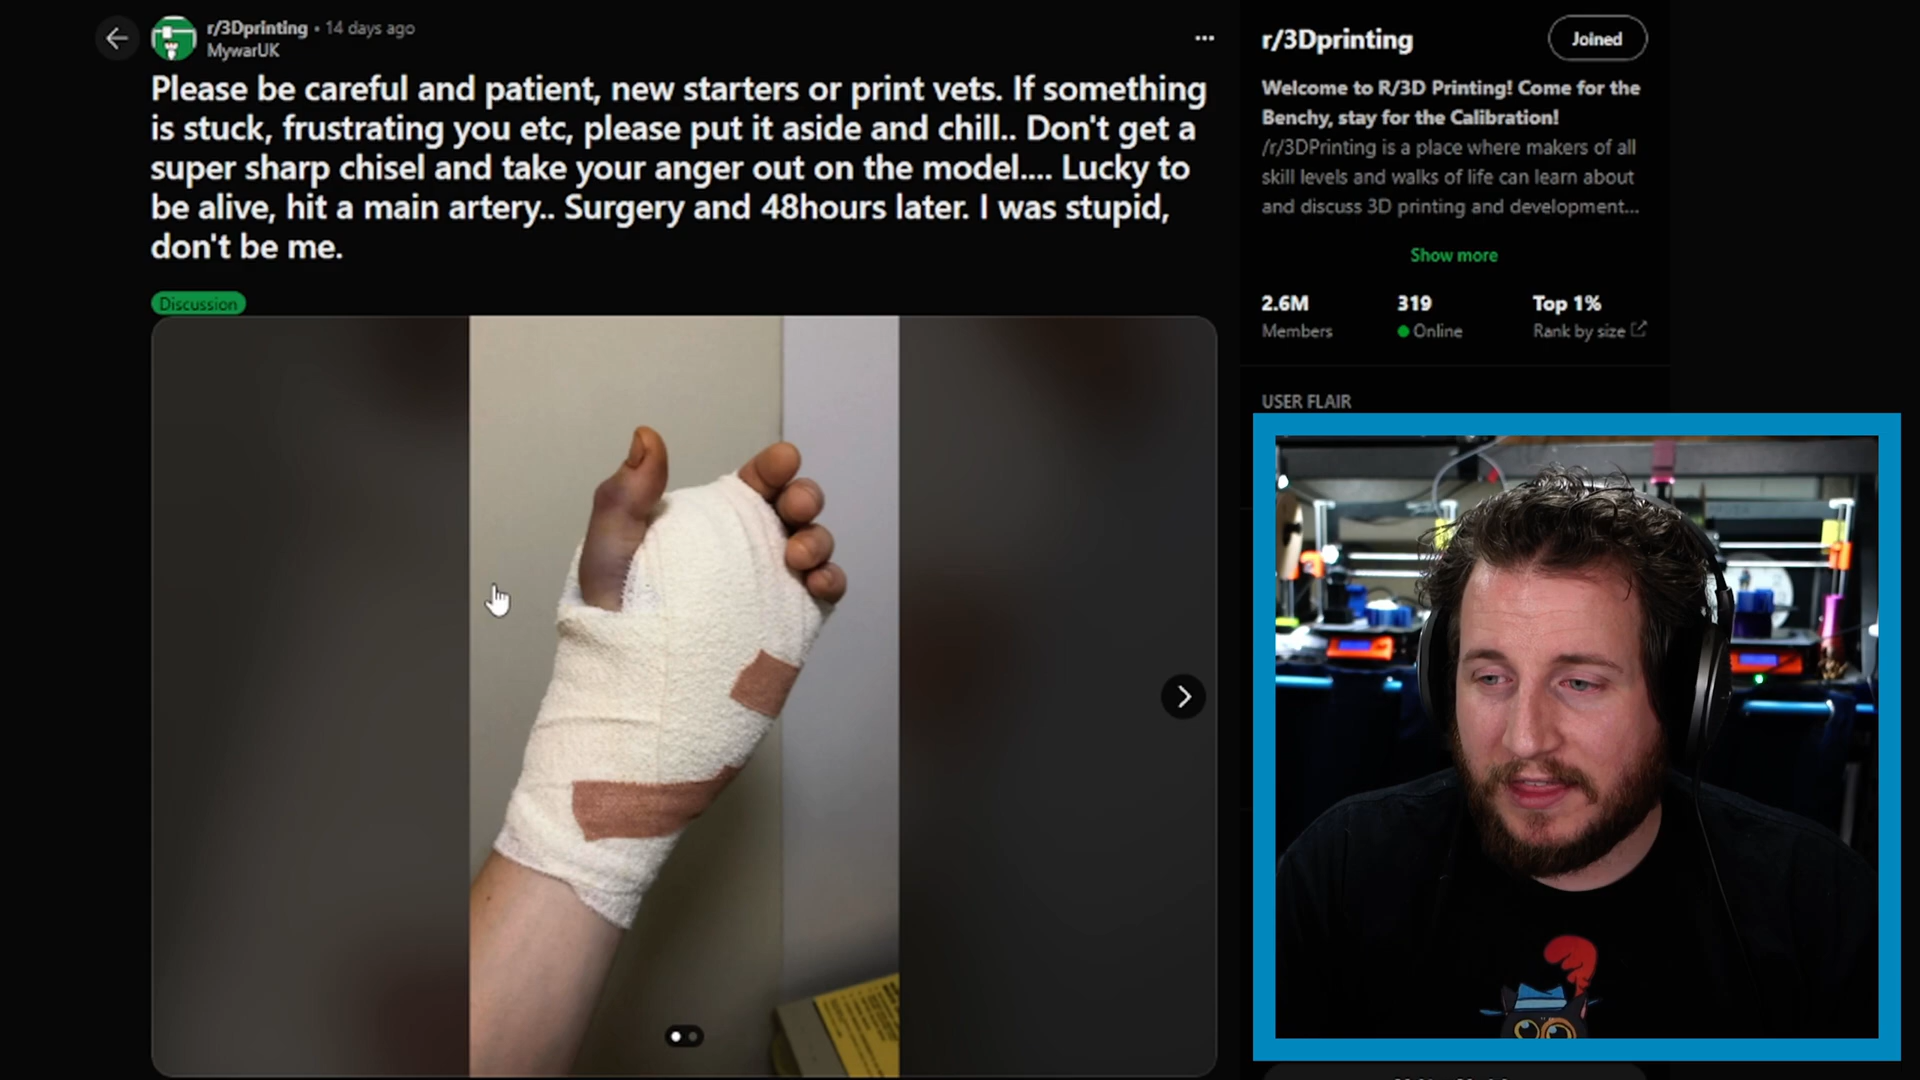 r/3Dprinting • 14 days ago
MywarUK
Please be careful and patient, new starters or print vets. If something
is stuck, frustrating you etc, please put it aside and chill.. Don't get a
super sharp chisel and take your anger out on the model.... Lucky to
be alive, hit a main artery.. Surgery and 48hours later. I was stupid,
don't be me.
Discussion
r/3Dprinting
Joined
Welcome to R/3D Printing! Come for the
Benchy, stay for the Calibration!
/r/3DPrinting is a place where makers of all
skill levels and walks of life can learn about
and discuss 3D printing and development...
Show more
2.6M 319 Top 1%
Members Online Rank by size
USER FLAIR